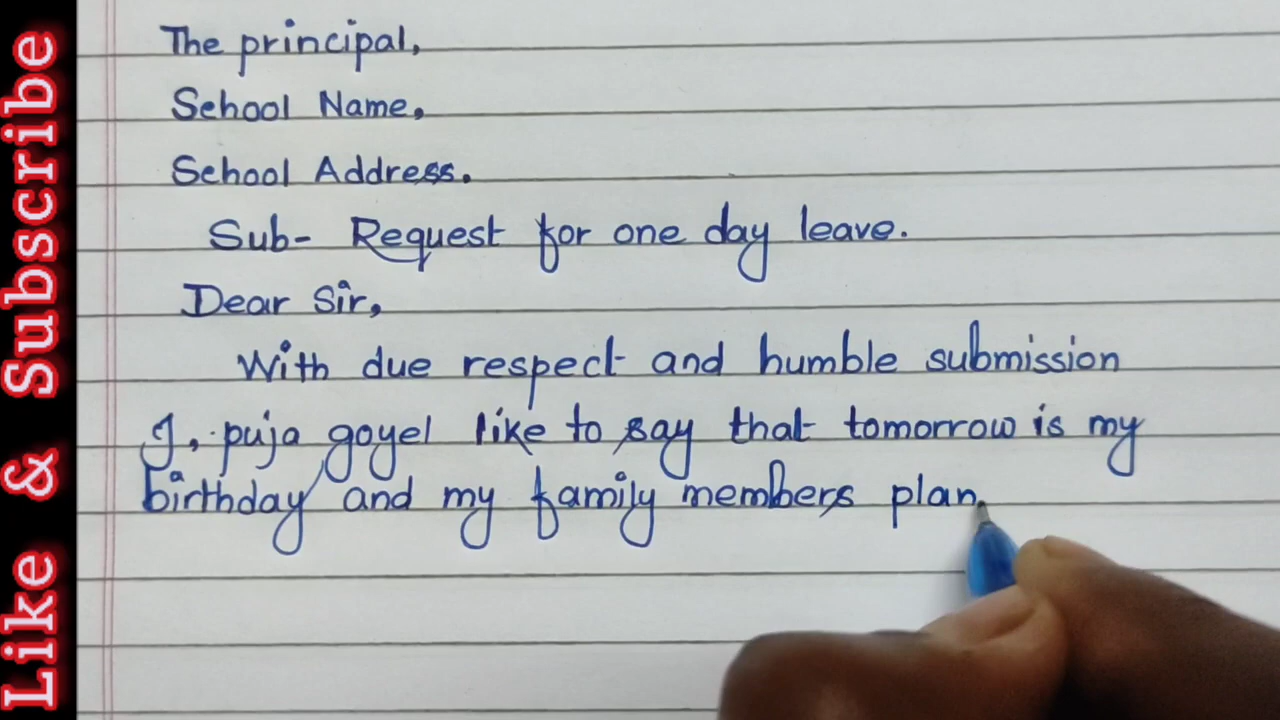 Like & Subscribe
The principal,
School Name,
School Address.
Sub- Request for one day leave.
Dear Sir,
With due respect and humble submission
I, puja goyel like to say that tomorrow is my
birthday and my family members plan